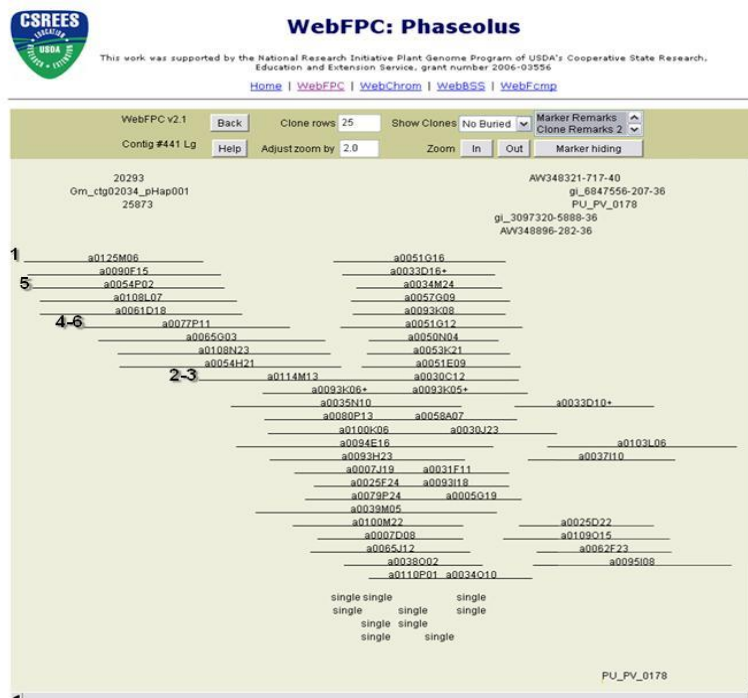 CSREES
EDUCATION
USDA
RESEARCH EXTENSION
WebFPC: Phaseolus
This work was supported by the National Research Initiative Plant Genome Program of USDA's Cooperative State Research,
Education and Extension Service, grant number 2006-03556
Home | WebFPC | WebChrom | WebBSS | WebFcmp
WebFPC v2.1 Back Clone rows 25 Show Clones No Buried Marker Remarks
Clone Remarks 2
Contig #441 Lg Help Adjust zoom by 2.0 Zoom In Out Marker hiding
20293 AW348321-717-40
Gm_ctg02034_pHap001 gi_6847556-207-36
25873 PU_PV_0178
gi_3097320-5888-36
AW348896-282-36
1 a0125M06 a0051G16
a0090F15 a0033D16+
5 a0054P02 a0034M24
a0108L07 a0057G09
a0061D18 a0093K08
4-6 a0077P11 a0051G12
a0065G03 a0050N04
a0108N23 a0053K21
a0054H21 a0051E09
2-3 a0114M13 a0030C12
a0093K06+ a0093K05+
a0035N10 a0033D10+
a0080P13 a0058A07
a0100K06 a0030J23
a0094E16 a0103L06
a0093H23 a0037I10
a0007J19 a0031F11
a0025F24 a0093I18
a0079P24 a0005G19
a0039M05
a0100M22 a0025D22
a0007D08 a0109O15
a0065J12 a0062F23
a0038O02 a0095I08
a0110P01 a0034O10
single single single
single single single
single single
single single
PU_PV_0178